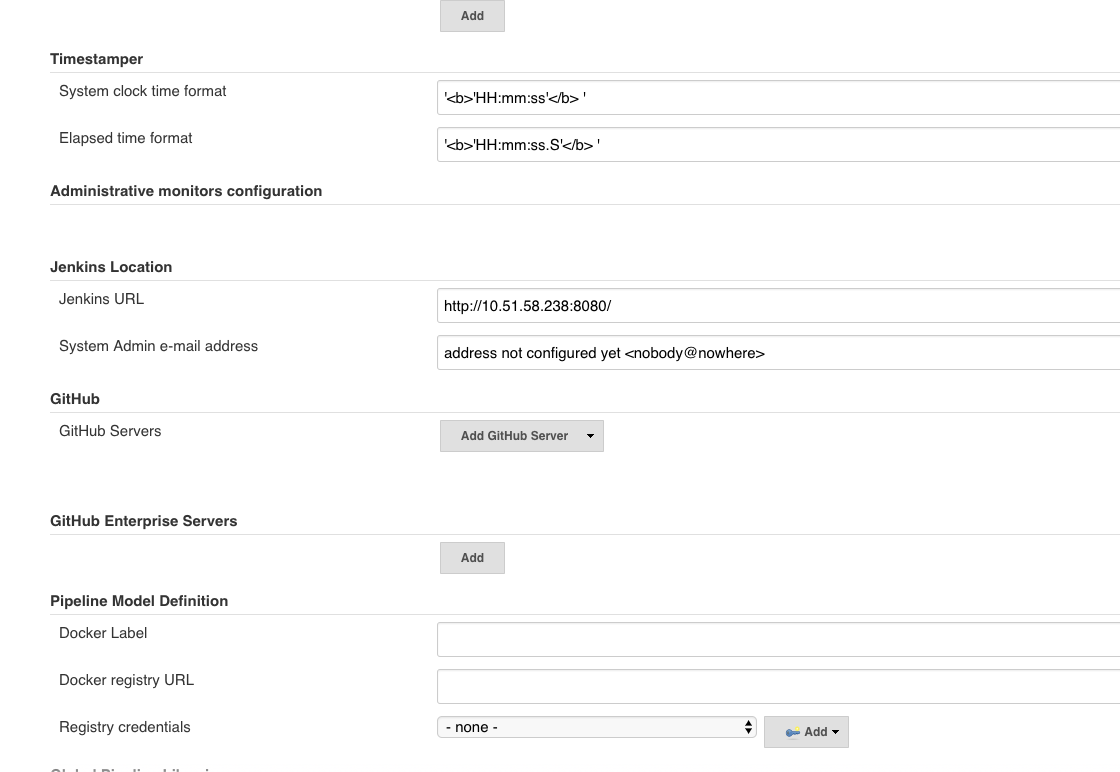 Add
Timestamper
System clock time format
'<b>'HH:mm:ss'</b> '
Elapsed time format
'<b>'HH:mm:ss.S'</b> '
Administrative monitors configuration
Jenkins Location
Jenkins URL
http://10.51.58.238:8080/
System Admin e-mail address
address not configured yet <nobody@nowhere>
GitHub
GitHub Servers
Add GitHub Server
GitHub Enterprise Servers
Add
Pipeline Model Definition
Docker Label
Docker registry URL
Registry credentials
- none -
Add